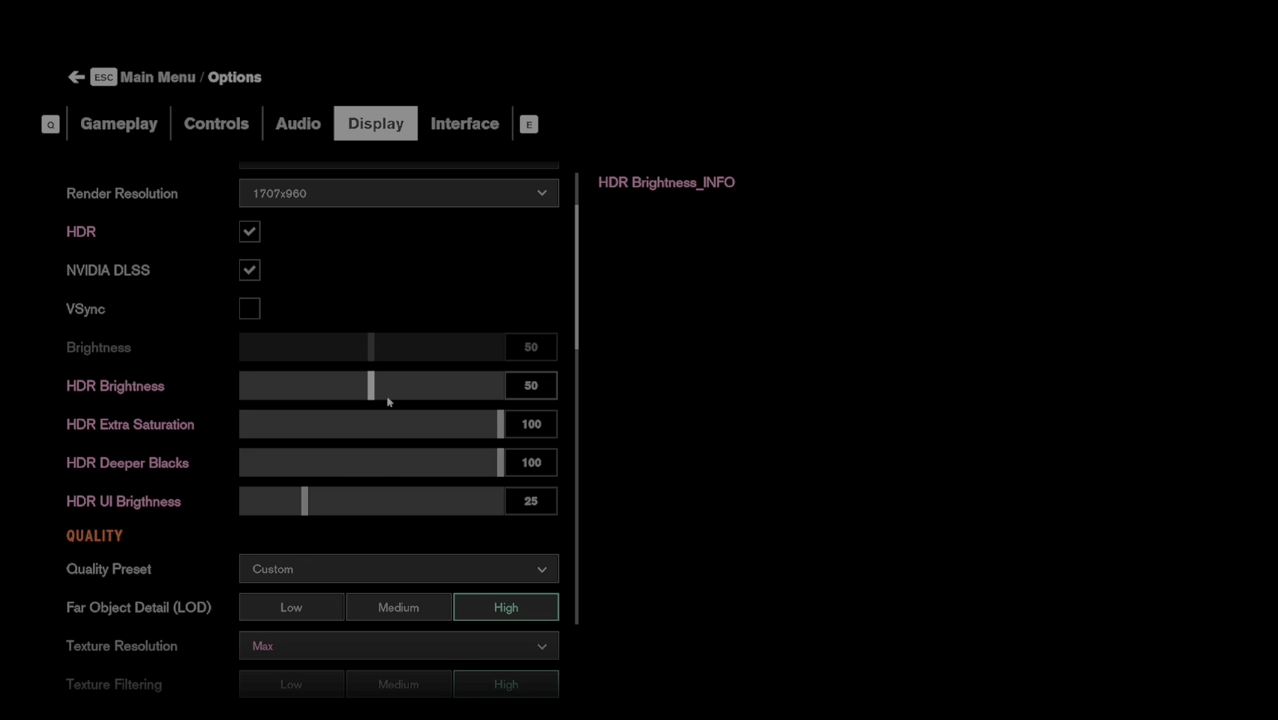 ESC Main Menu / Options
Q Gameplay Controls Audio Display Interface E
Render Resolution 1707x960
HDR Brightness_INFO
HDR
NVIDIA DLSS
VSync
Brightness 50
HDR Brightness 50
HDR Extra Saturation 100
HDR Deeper Blacks 100
HDR UI Brigthness 25
QUALITY
Quality Preset Custom
Far Object Detail (LOD) Low Medium High
Texture Resolution Max
Texture Filtering Low Medium High